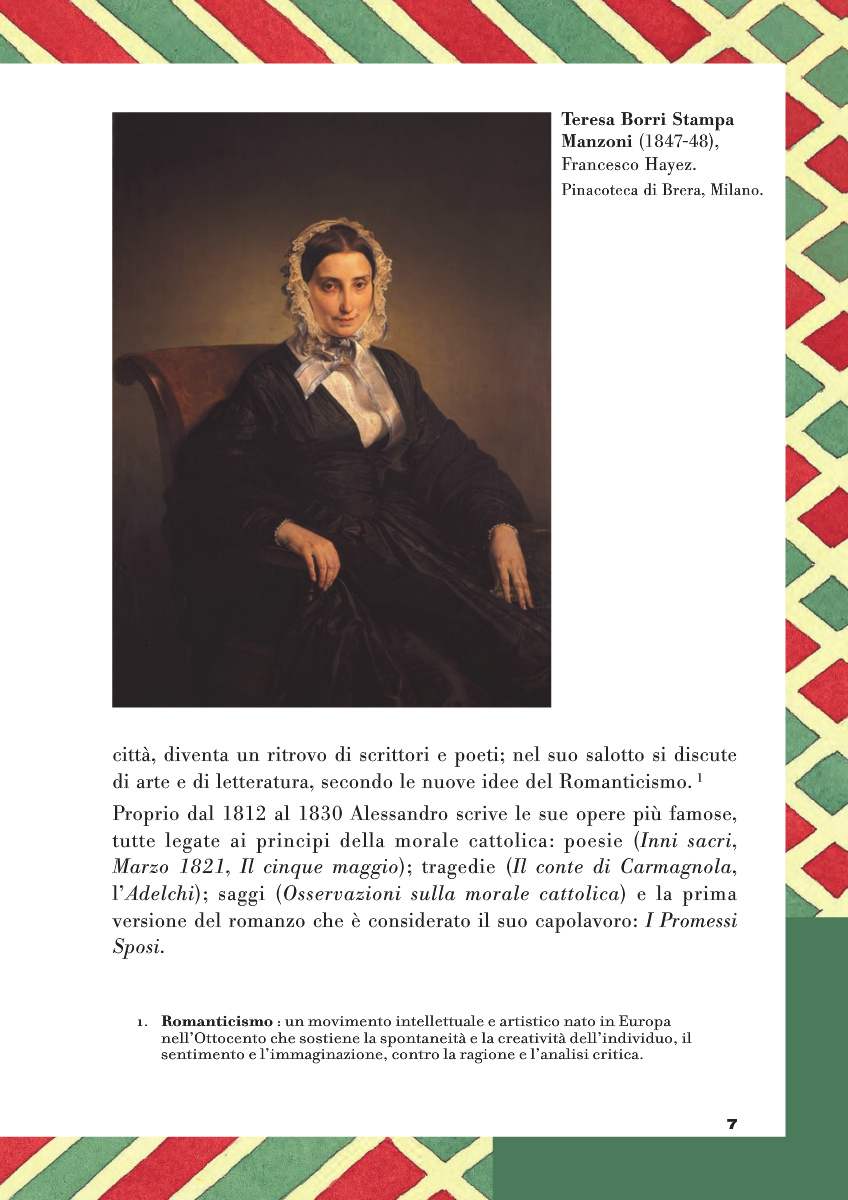 Teresa Borri Stampa
Manzoni (1847-48),
Francesco Hayez.
Pinacoteca di Brera, Milano.
città, diventa un ritrovo di scrittori e poeti; nel suo salotto si discute
di arte e di letteratura, secondo le nuove idee del Romanticismo. 1
Proprio dal 1812 al 1830 Alessandro scrive le sue opere più famose,
tutte legate ai principi della morale cattolica: poesie (Inni sacri,
Marzo 1821, Il cinque maggio); tragedie (Il conte di Carmagnola,
l'Adelchi); saggi (Osservazioni sulla morale cattolica) e la prima
versione del romanzo che è considerato il suo capolavoro: I Promessi
Sposi.
1. Romanticismo : un movimento intellettuale e artistico nato in Europa
nell'Ottocento che sostiene la spontaneità e la creatività dell'individuo, il
sentimento e l'immaginazione, contro la ragione e l'analisi critica.
7